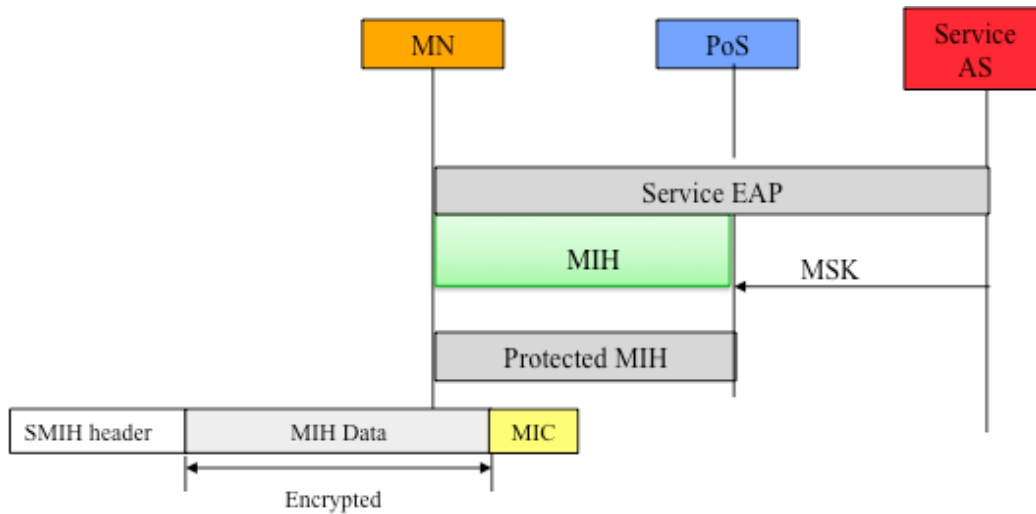 MN
PoS
Service
AS
Service EAP
MIH
MSK
Protected MIH
SMIH header
MIH Data
MIC
Encrypted